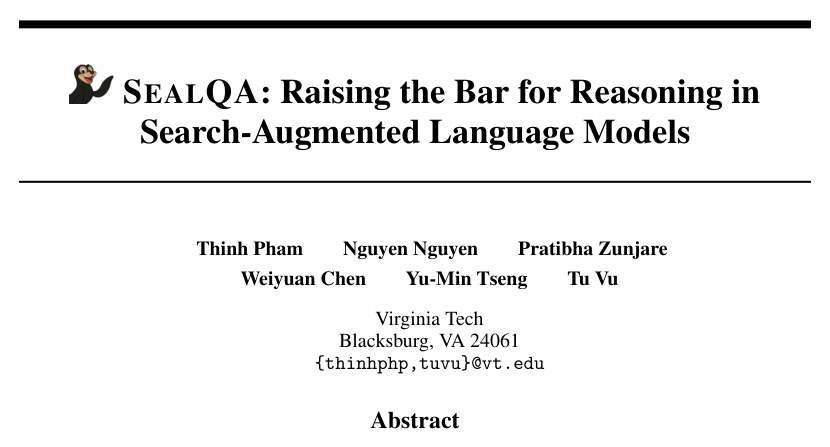 SEALQA: Raising the Bar for Reasoning in
Search-Augmented Language Models
Thinh Pham Nguyen Nguyen Pratibha Zunjare
Weiyuan Chen Yu-Min Tseng Tu Vu
Virginia Tech
Blacksburg, VA 24061
{thinhphp,tuvu}@vt.edu
Abstract